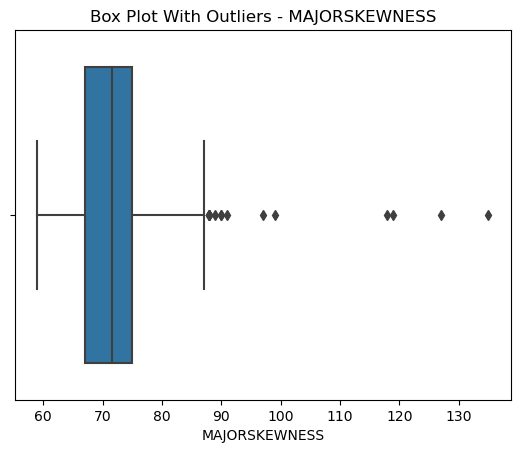 Box Plot With Outliers - MAJORSKEWNESS
60 70 80 90 100 110 120 130
MAJORSKEWNESS